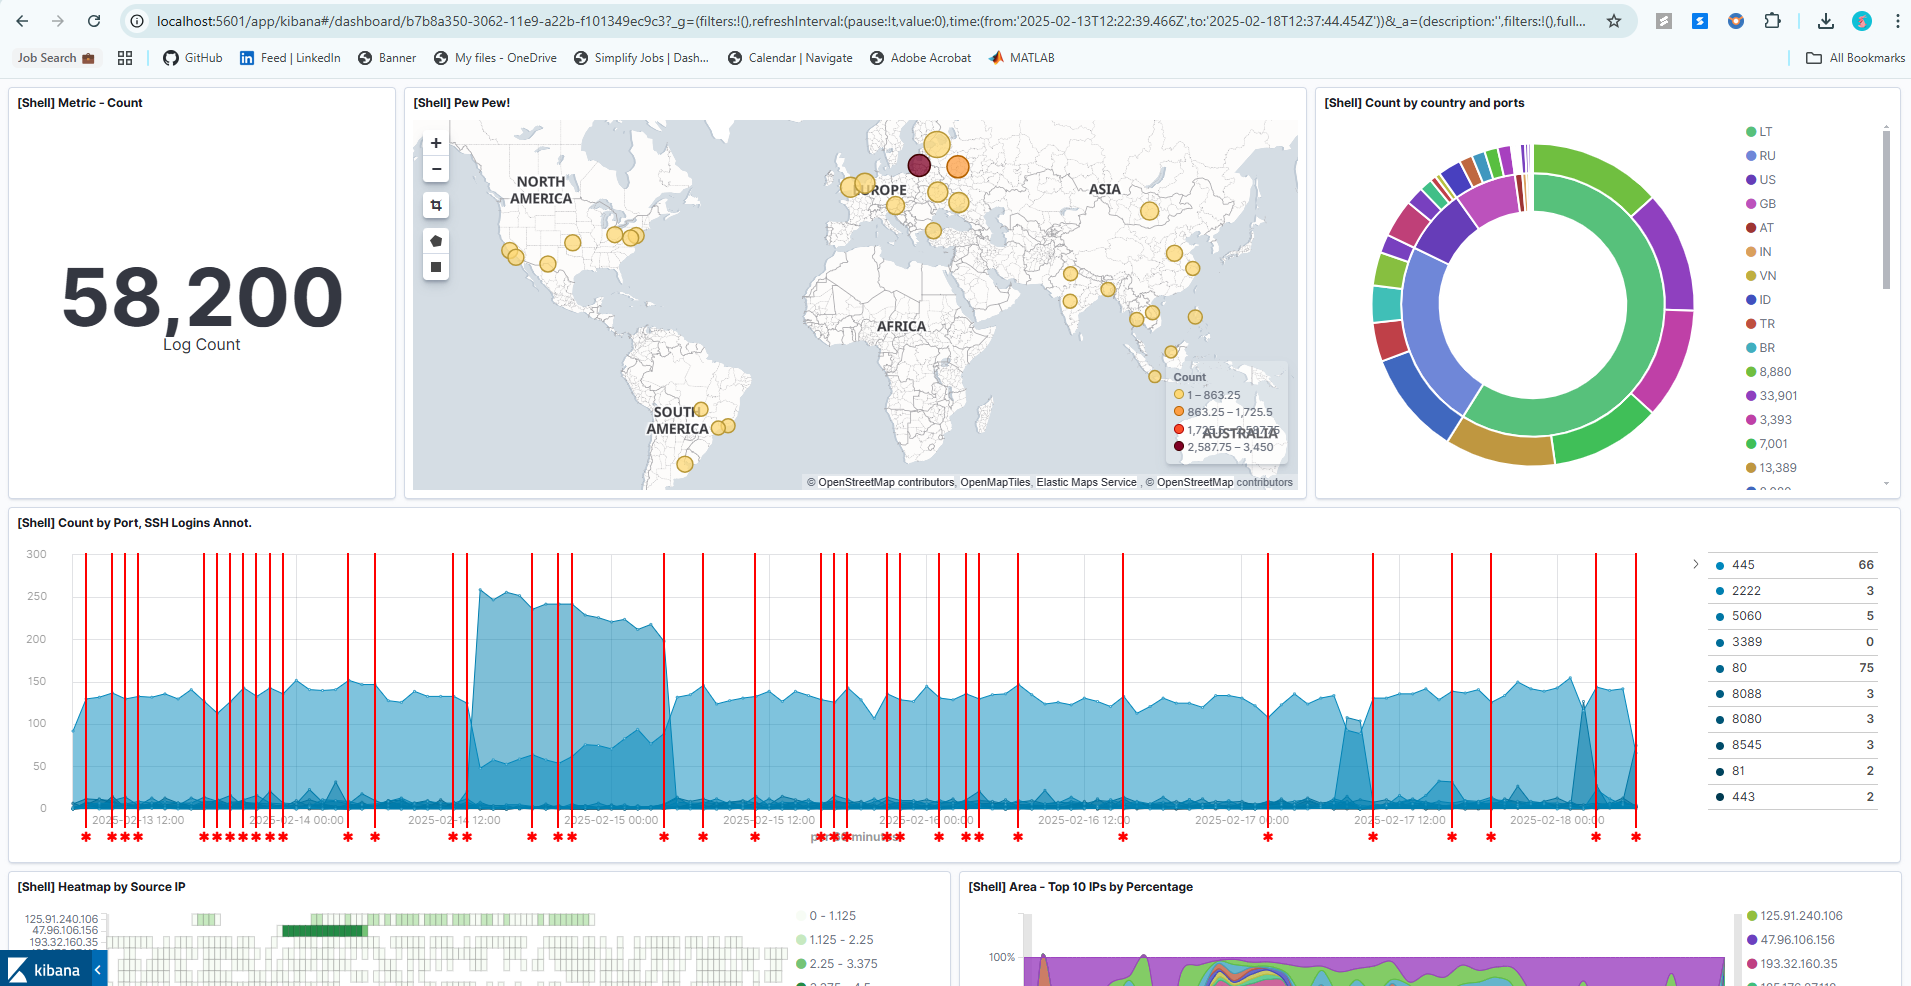 localhost:5601/app/kibana#/dashboard/b7b8a350-3062-11e9-a22b-f101349ec9c3?_g=(filters:!(),refreshInterval:(pause:!t,value:0),time:(from:'2025-02-13T12:22:39.466Z',to:'2025-02-18T12:37:44.454Z'))&_a=(description:'',filters:!(),full...
Job Search GitHub Feed | LinkedIn Banner My files - OneDrive Simplify Jobs | Dash... Calendar | Navigate Adobe Acrobat MATLAB All Bookmarks
[Shell] Metric - Count
58,200
Log Count
[Shell] Pew Pew!
+
−
NORTH
AMERICA
EUROPE
ASIA
AFRICA
SOUTH
AMERICA
AUSTRALIA
Count
1 – 863.25
863.25 – 1,725.5
1,725.5 – 2,587.75
2,587.75 – 3,450
© OpenStreetMap contributors, OpenMapTiles, Elastic Maps Service , © OpenStreetMap contributors
[Shell] Count by country and ports
LT
RU
US
GB
AT
IN
VN
ID
TR
BR
8,880
33,901
3,393
7,001
13,389
[Shell] Count by Port, SSH Logins Annot.
300
250
200
150
100
50
0
2025-02-13 12:00 2025-02-14 00:00 2025-02-14 12:00 2025-02-15 00:00 2025-02-15 12:00 2025-02-16 00:00 2025-02-16 12:00 2025-02-17 00:00 2025-02-17 12:00 2025-02-18 00:00
minutes
445 66
2222 3
5060 5
3389 0
80 75
8088 3
8080 3
8545 3
81 2
443 2
[Shell] Heatmap by Source IP
125.91.240.106
47.96.106.156
193.32.160.35
0 - 1.125
1.125 - 2.25
2.25 - 3.375
kibana
[Shell] Area - Top 10 IPs by Percentage
100%
125.91.240.106
47.96.106.156
193.32.160.35